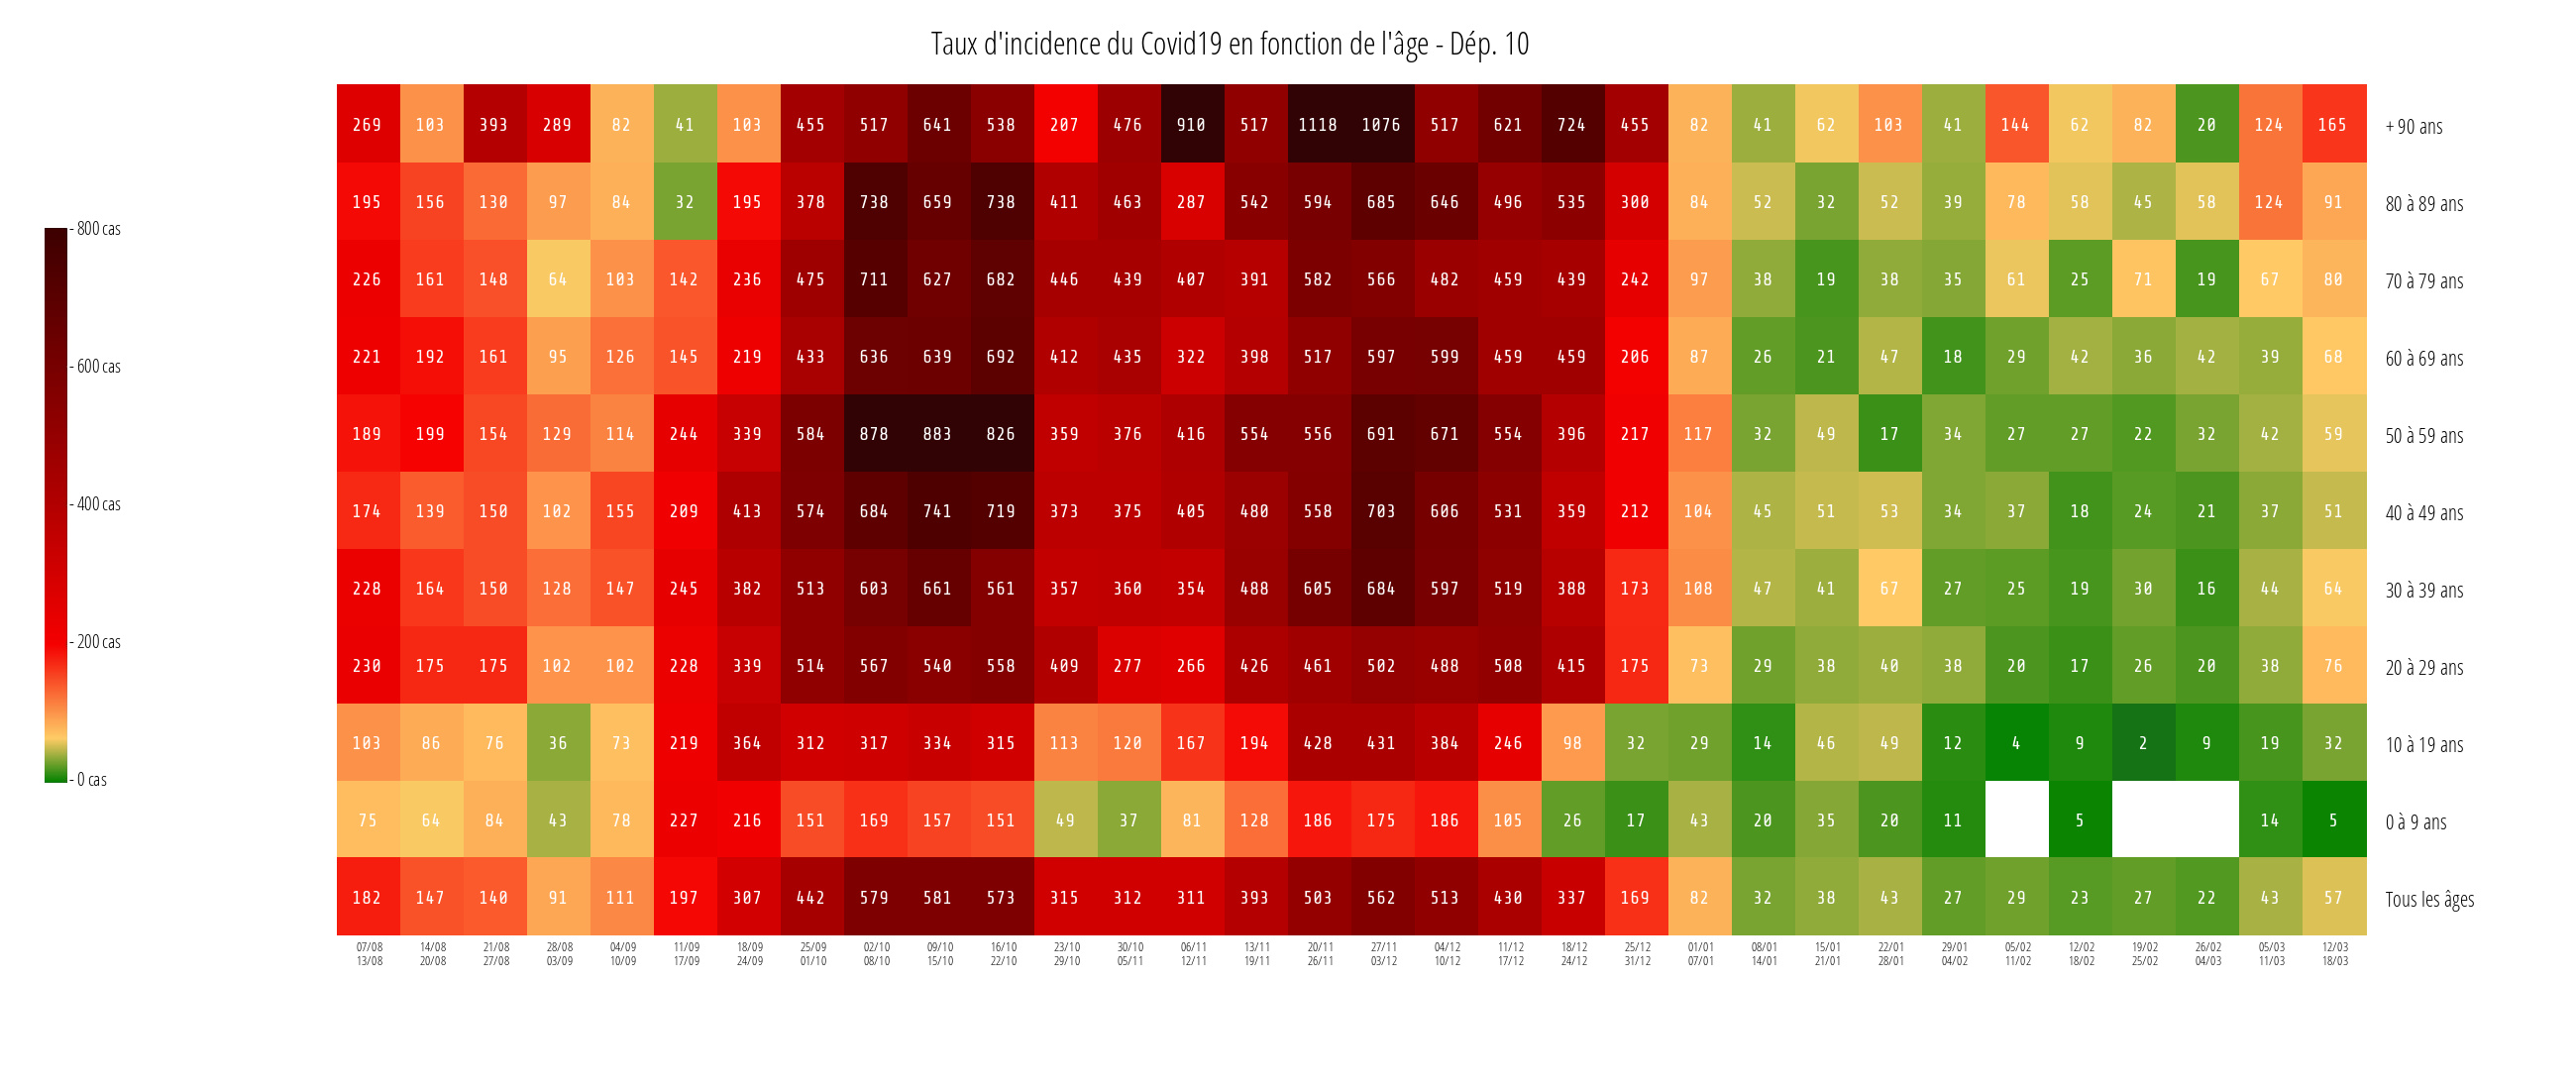 Taux d'incidence du Covid19 en fonction de l'âge - Dép. 10
- 800 cas
- 600 cas
- 400 cas
- 200 cas
- 0 cas
269 103 393 289 82 41 103 455 517 641 538 207 476 910 517 1118 1076 517 621 724 455 82 41 62 103 41 144 62 82 20 124 165 + 90 ans
195 156 130 97 84 32 195 378 738 659 738 411 463 287 542 594 685 646 496 535 300 84 52 32 52 39 78 58 45 58 124 91 80 à 89 ans
226 161 148 64 103 142 236 475 711 627 682 446 439 407 391 582 566 482 459 439 242 97 38 19 38 35 61 25 71 19 67 80 70 à 79 ans
221 192 161 95 126 145 219 433 636 639 692 412 435 322 398 517 597 599 459 459 206 87 26 21 47 18 29 42 36 42 39 68 60 à 69 ans
189 199 154 129 114 244 339 584 878 883 826 359 376 416 554 556 691 671 554 396 217 117 32 49 17 34 27 27 22 32 42 59 50 à 59 ans
174 139 150 102 155 209 413 574 684 741 719 373 375 405 480 558 703 606 531 359 212 104 45 51 53 34 37 18 24 21 37 51 40 à 49 ans
228 164 150 128 147 245 382 513 603 661 561 357 360 354 488 605 684 597 519 388 173 108 47 41 67 27 25 19 30 16 44 64 30 à 39 ans
230 175 175 102 102 228 339 514 567 540 558 409 277 266 426 461 502 488 508 415 175 73 29 38 40 38 20 17 26 20 38 76 20 à 29 ans
103 86 76 36 73 219 364 312 317 334 315 113 120 167 194 428 431 384 246 98 32 29 14 46 49 12 4 9 2 9 19 32 10 à 19 ans
75 64 84 43 78 227 216 151 169 157 151 49 37 81 128 186 175 186 105 26 17 43 20 35 20 11 5 14 5 0 à 9 ans
182 147 140 91 111 197 307 442 579 581 573 315 312 311 393 503 562 513 430 337 169 82 32 38 43 27 29 23 27 22 43 57 Tous les âges
07/08 14/08 21/08 28/08 04/09 11/09 18/09 25/09 02/10 09/10 16/10 23/10 30/10 06/11 13/11 20/11 27/11 04/12 11/12 18/12 25/12 01/01 08/01 15/01 22/01 29/01 05/02 12/02 19/02 26/02 05/03 12/03
13/08 20/08 27/08 03/09 10/09 17/09 24/09 01/10 08/10 15/10 22/10 29/10 05/11 12/11 19/11 26/11 03/12 10/12 17/12 24/12 31/12 07/01 14/01 21/01 28/01 04/02 11/02 18/02 25/02 04/03 11/03 18/03